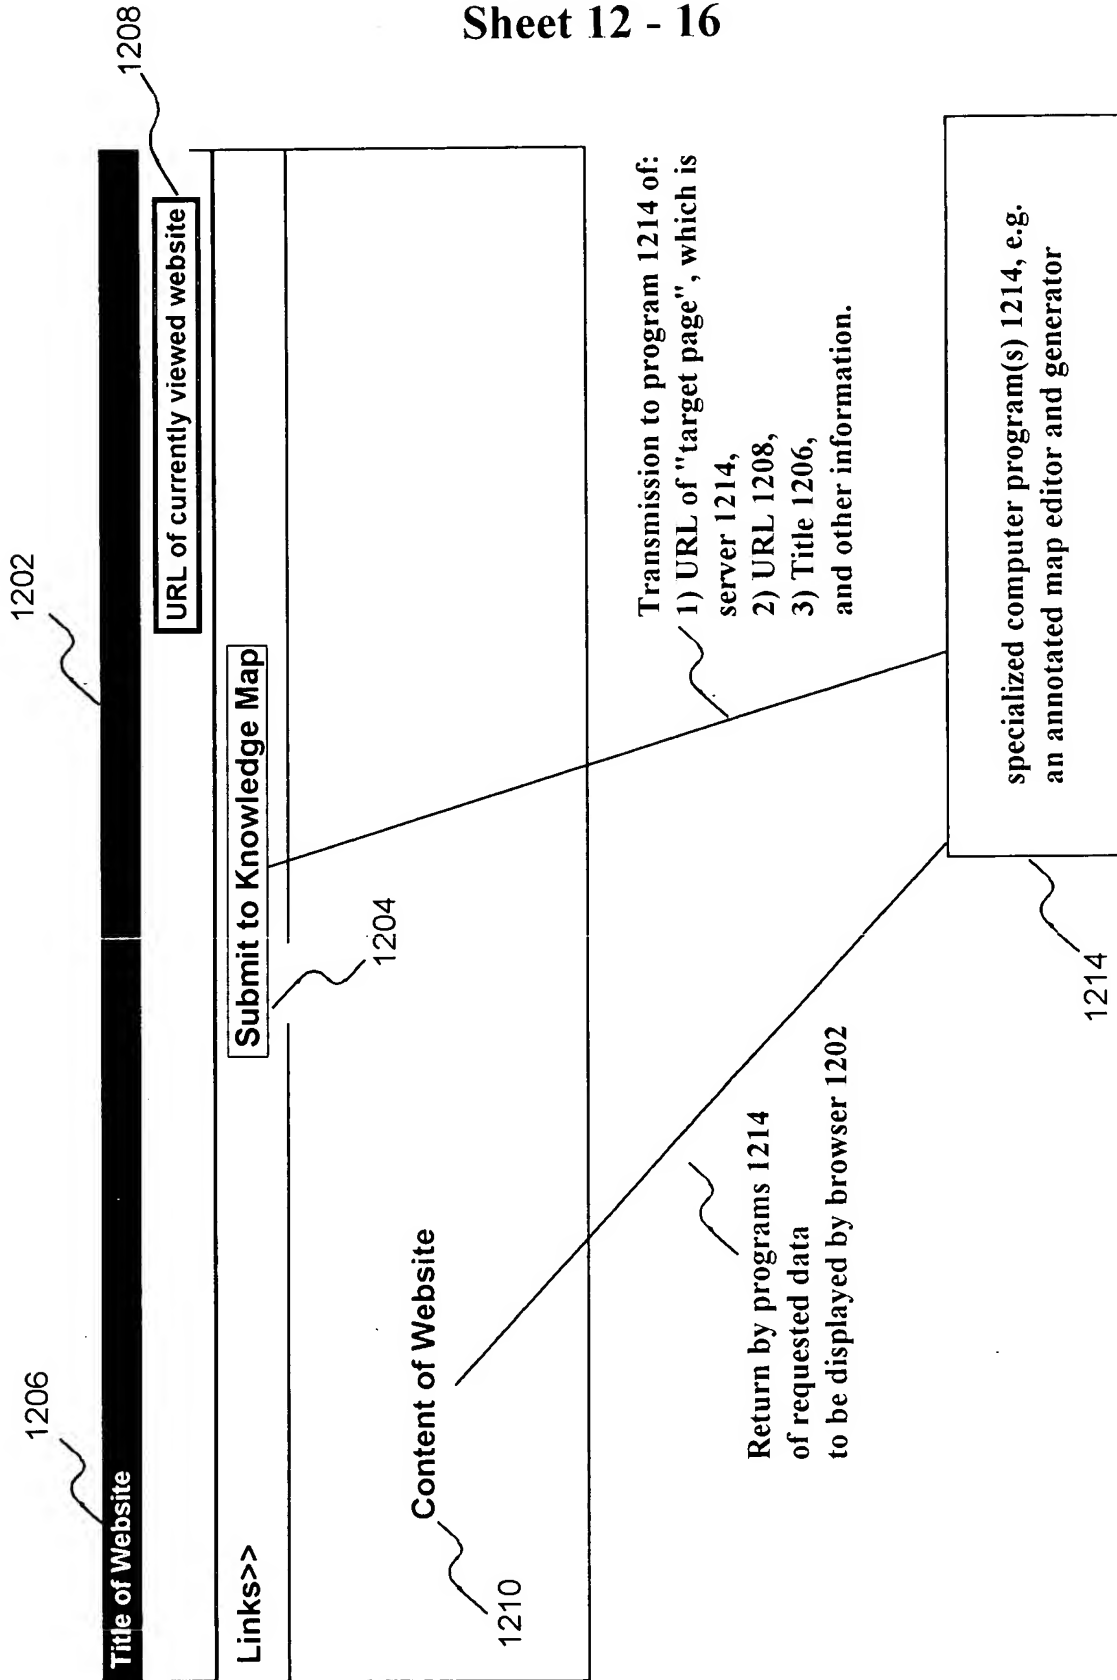 Sheet 12 - 16
1206
1202
1208
Title of Website
URL of currently viewed website
Links>>
Submit to Knowledge Map
1204
Content of Website
1210
Transmission to program 1214 of:
1) URL of "target page", which is
server 1214,
2) URL 1208,
3) Title 1206,
and other information.
Return by programs 1214
of requested data
to be displayed by browser 1202
specialized computer program(s) 1214, e.g.
an annotated map editor and generator
1214